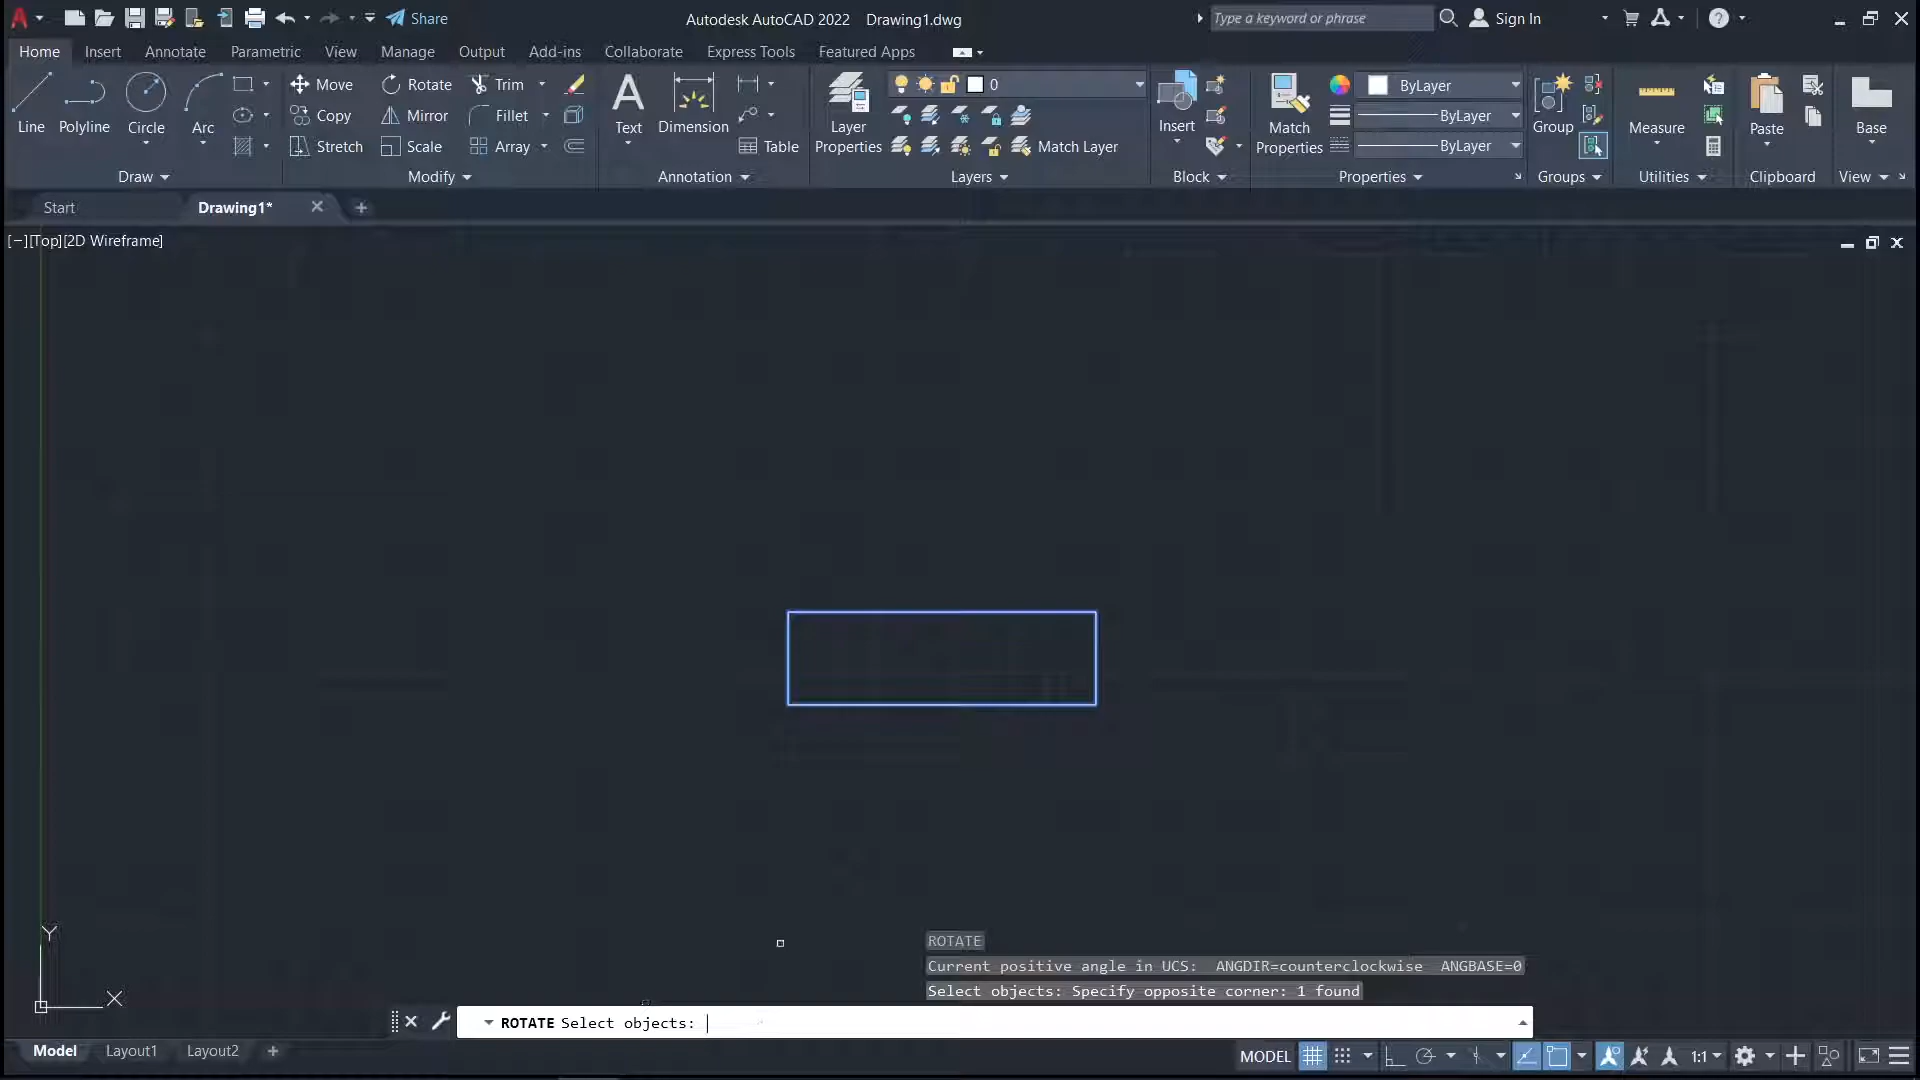 Share
Autodesk AutoCAD 2022 Drawing1.dwg
Type a keyword or phrase
Sign In
Home Insert Annotate Parametric View Manage Output Add-ins Collaborate Express Tools Featured Apps
Line
Polyline
Circle
Arc
Draw
Move Rotate Trim
Copy Mirror Fillet
Stretch Scale Array
Modify
Text
Dimension
Table
Annotation
Layer
Properties
0
Match Layer
Layers
Insert
Block
Match
Properties
ByLayer
ByLayer
ByLayer
Properties
Group
Groups
Measure
Utilities
Paste
Clipboard
Base
View
Start Drawing1*
[−][Top][2D Wireframe]
Y
X
ROTATE
Current positive angle in UCS: ANGDIR=counterclockwise ANGBASE=0
Select objects: Specify opposite corner: 1 found
ROTATE Select objects:
Model Layout1 Layout2
MODEL
1:1